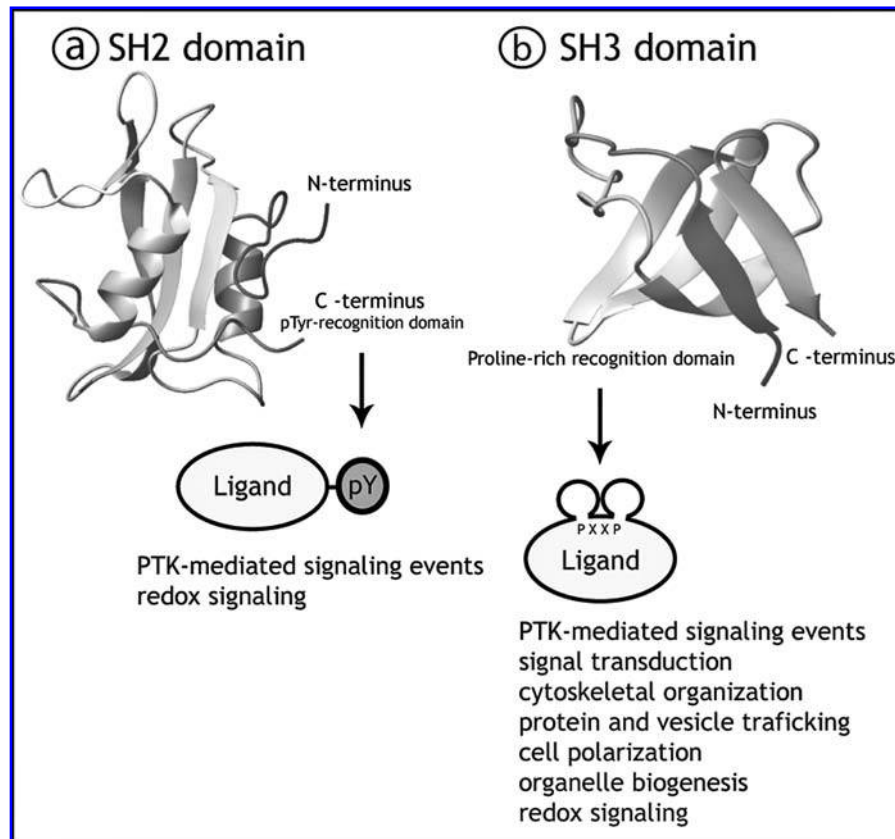 a SH2 domain
N-terminus
C -terminus
pTyr-recognition domain
Ligand
pY
PTK-mediated signaling events
redox signaling
b SH3 domain
Proline-rich recognition domain
C -terminus
N-terminus
P X X P
Ligand
PTK-mediated signaling events
signal transduction
cytoskeletal organization
protein and vesicle traficking
cell polarization
organelle biogenesis
redox signaling